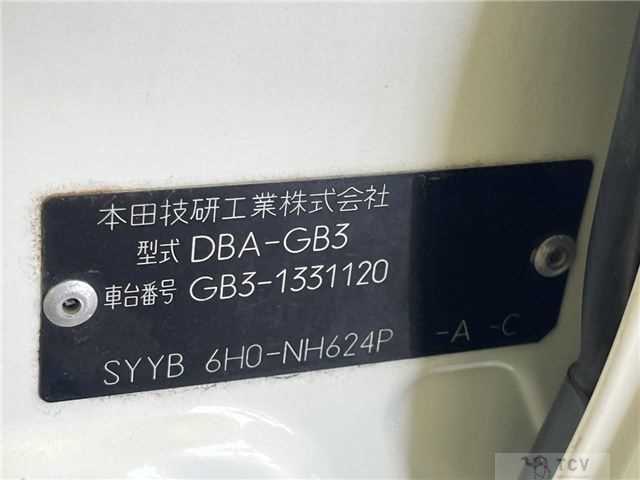 本田技研工業株式会社
型式 DBA-GB3
車台番号 GB3-1331120
SYYB 6H0-NH624P -A -C
TCV